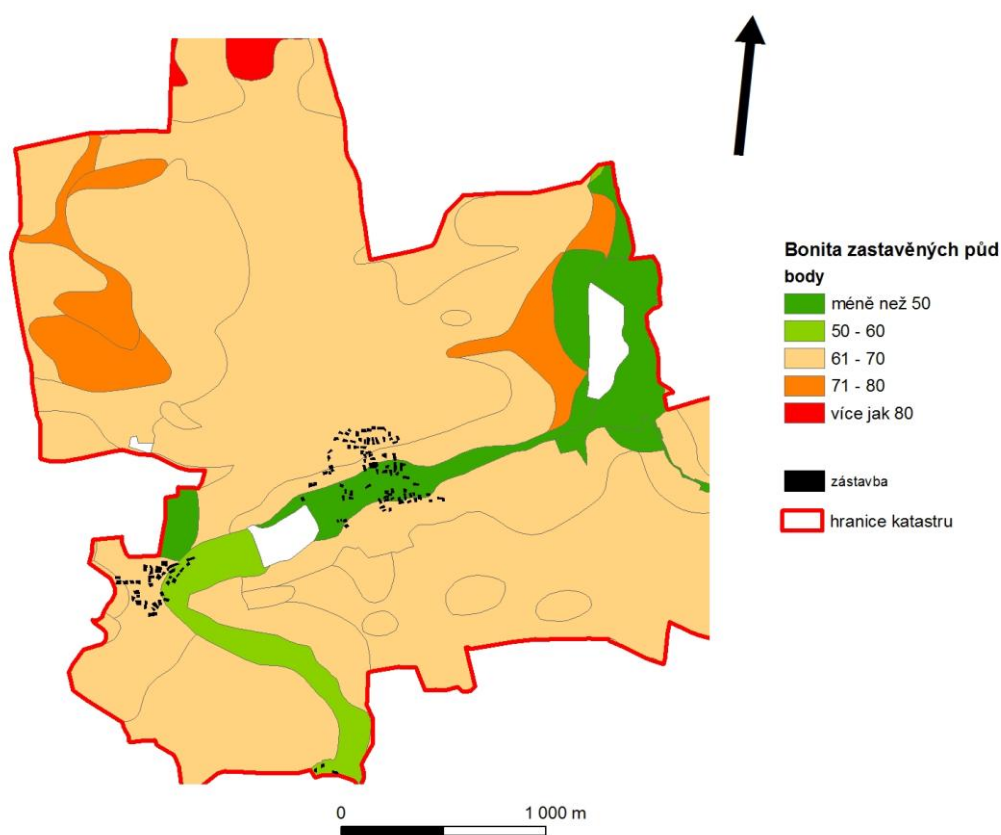 Bonita zastavěných půd
body
méně než 50
50 - 60
61 - 70
71 - 80
více jak 80
zástavba
hranice katastru
0 1 000 m